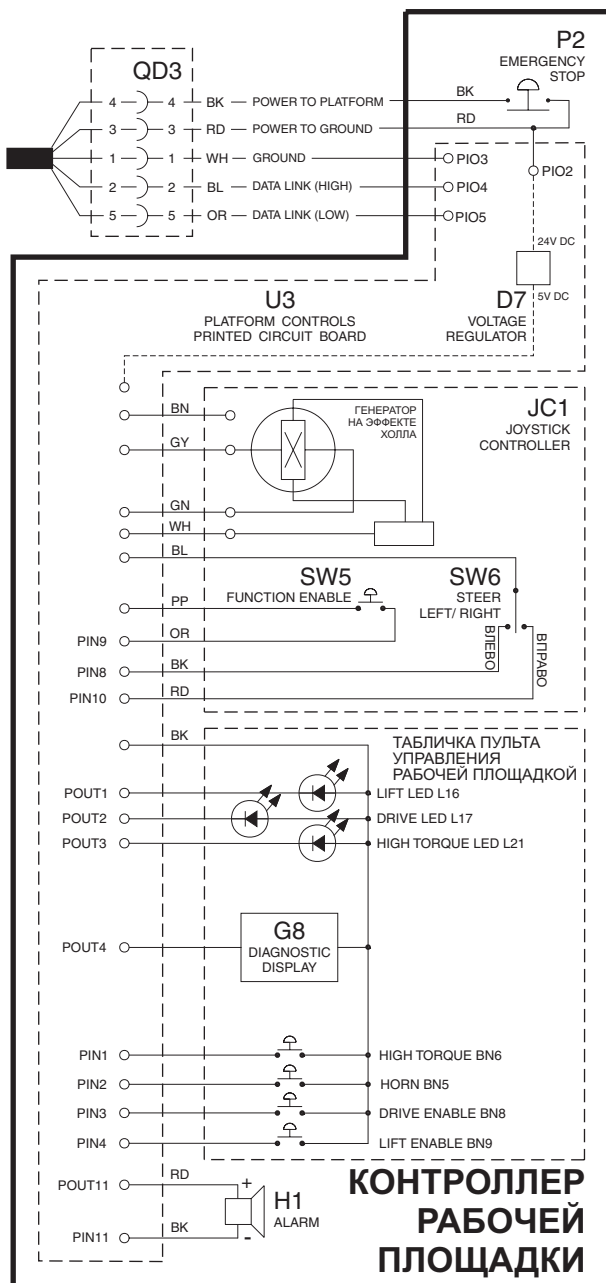 P2
EMERGENCY
STOP
QD3
4 4 BK POWER TO PLATFORM BK
3 3 RD POWER TO GROUND RD
1 1 WH GROUND PIO3
2 2 BL DATA LINK (HIGH) PIO4
5 5 OR DATA LINK (LOW) PIO5
PIO2
24V DC
5V DC
U3
PLATFORM CONTROLS
PRINTED CIRCUIT BOARD
D7
VOLTAGE
REGULATOR
JC1
JOYSTICK
CONTROLLER
ГЕНЕРАТОР
НА ЭФФЕКТЕ
ХОЛЛА
BN
GY
GN
WH
BL
SW5
FUNCTION ENABLE
SW6
STEER
LEFT/ RIGHT
PP
PIN9 OR
PIN8 BK
PIN10 RD
ВЛЕВО
ВПРАВО
BK
ТАБЛИЧКА ПУЛЬТА
УПРАВЛЕНИЯ
РАБОЧЕЙ ПЛОЩАДКОЙ
POUT1 LIFT LED L16
POUT2 DRIVE LED L17
POUT3 HIGH TORQUE LED L21
POUT4
G8
DIAGNOSTIC
DISPLAY
PIN1 HIGH TORQUE BN6
PIN2 HORN BN5
PIN3 DRIVE ENABLE BN8
PIN4 LIFT ENABLE BN9
POUT11 RD +
H1
ALARM
PIN11 BK -
КОНТРОЛЛЕР
РАБОЧЕЙ
ПЛОЩАДКИ